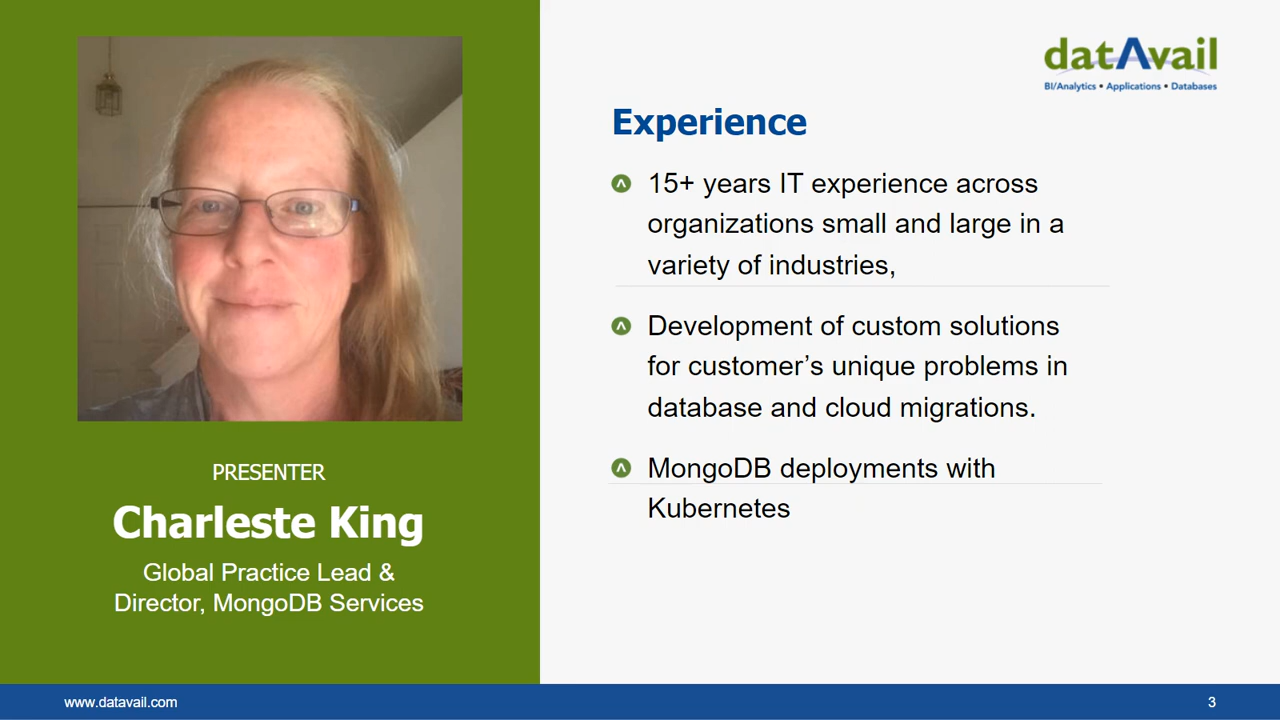 datAvail
BI/Analytics • Applications • Databases
Experience
15+ years IT experience across
organizations small and large in a
variety of industries,
Development of custom solutions
for customer’s unique problems in
database and cloud migrations.
MongoDB deployments with
Kubernetes
PRESENTER
Charleste King
Global Practice Lead &
Director, MongoDB Services
www.datavail.com
3